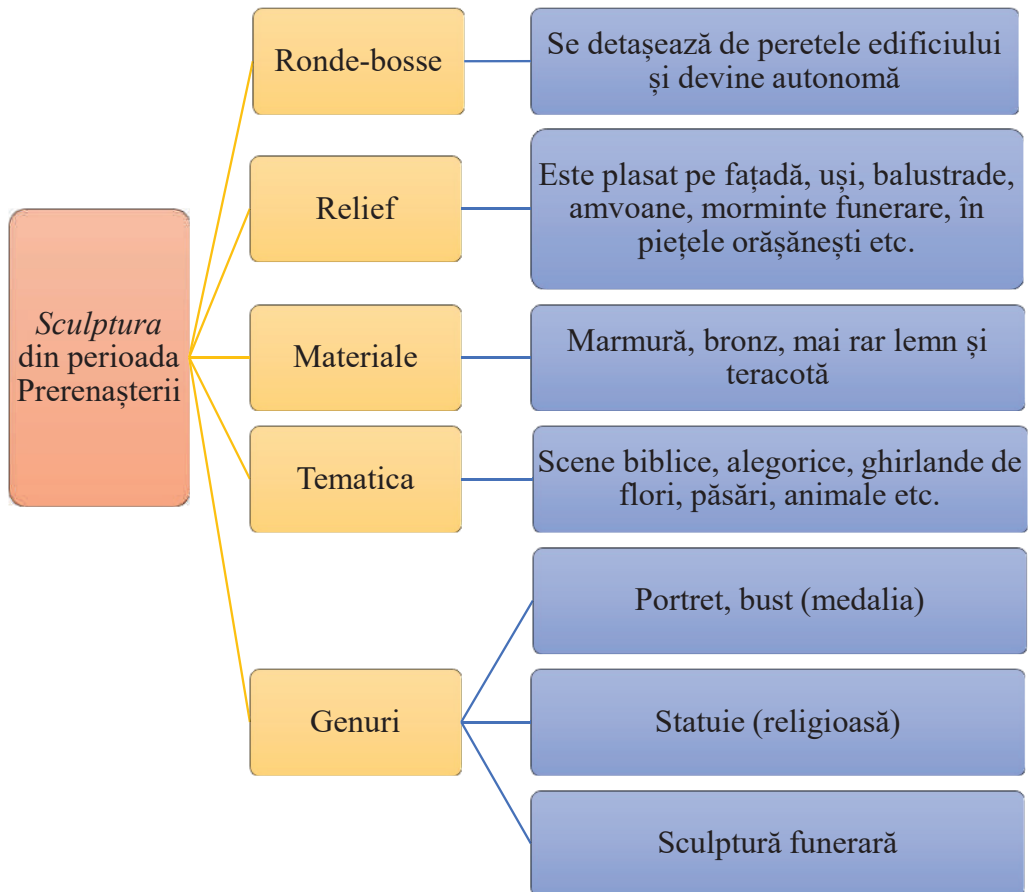 Sculptura
din perioada
Prerenașterii
Ronde-bosse
Se detașează de peretele edificiului
și devine autonomă
Relief
Este plasat pe fațadă, uși, balustrade,
amvoane, morminte funerare, în
piețele orășănești etc.
Materiale
Marmură, bronz, mai rar lemn și
teracotă
Tematica
Scene biblice, alegorice, ghirlande de
flori, păsări, animale etc.
Genuri
Portret, bust (medalia)
Statuie (religioasă)
Sculptură funerară